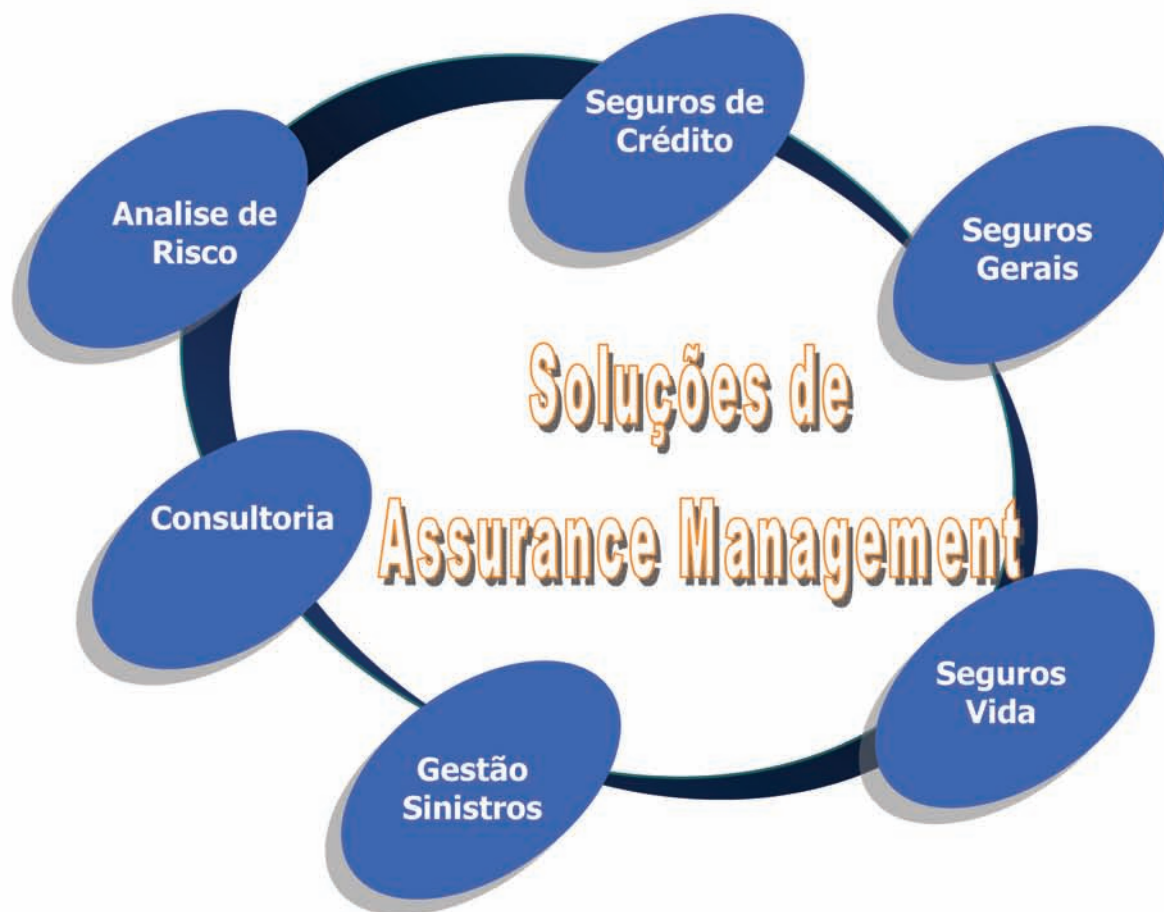 Seguros de
Crédito
Analise de
Risco
Seguros
Gerais
Soluções de
Assurance Management
Consultoria
Seguros
Vida
Gestão
Sinistros